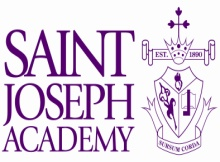 SAINT
JOSEPH
ACADEMY
EST. 1890
SURSUM CORDA